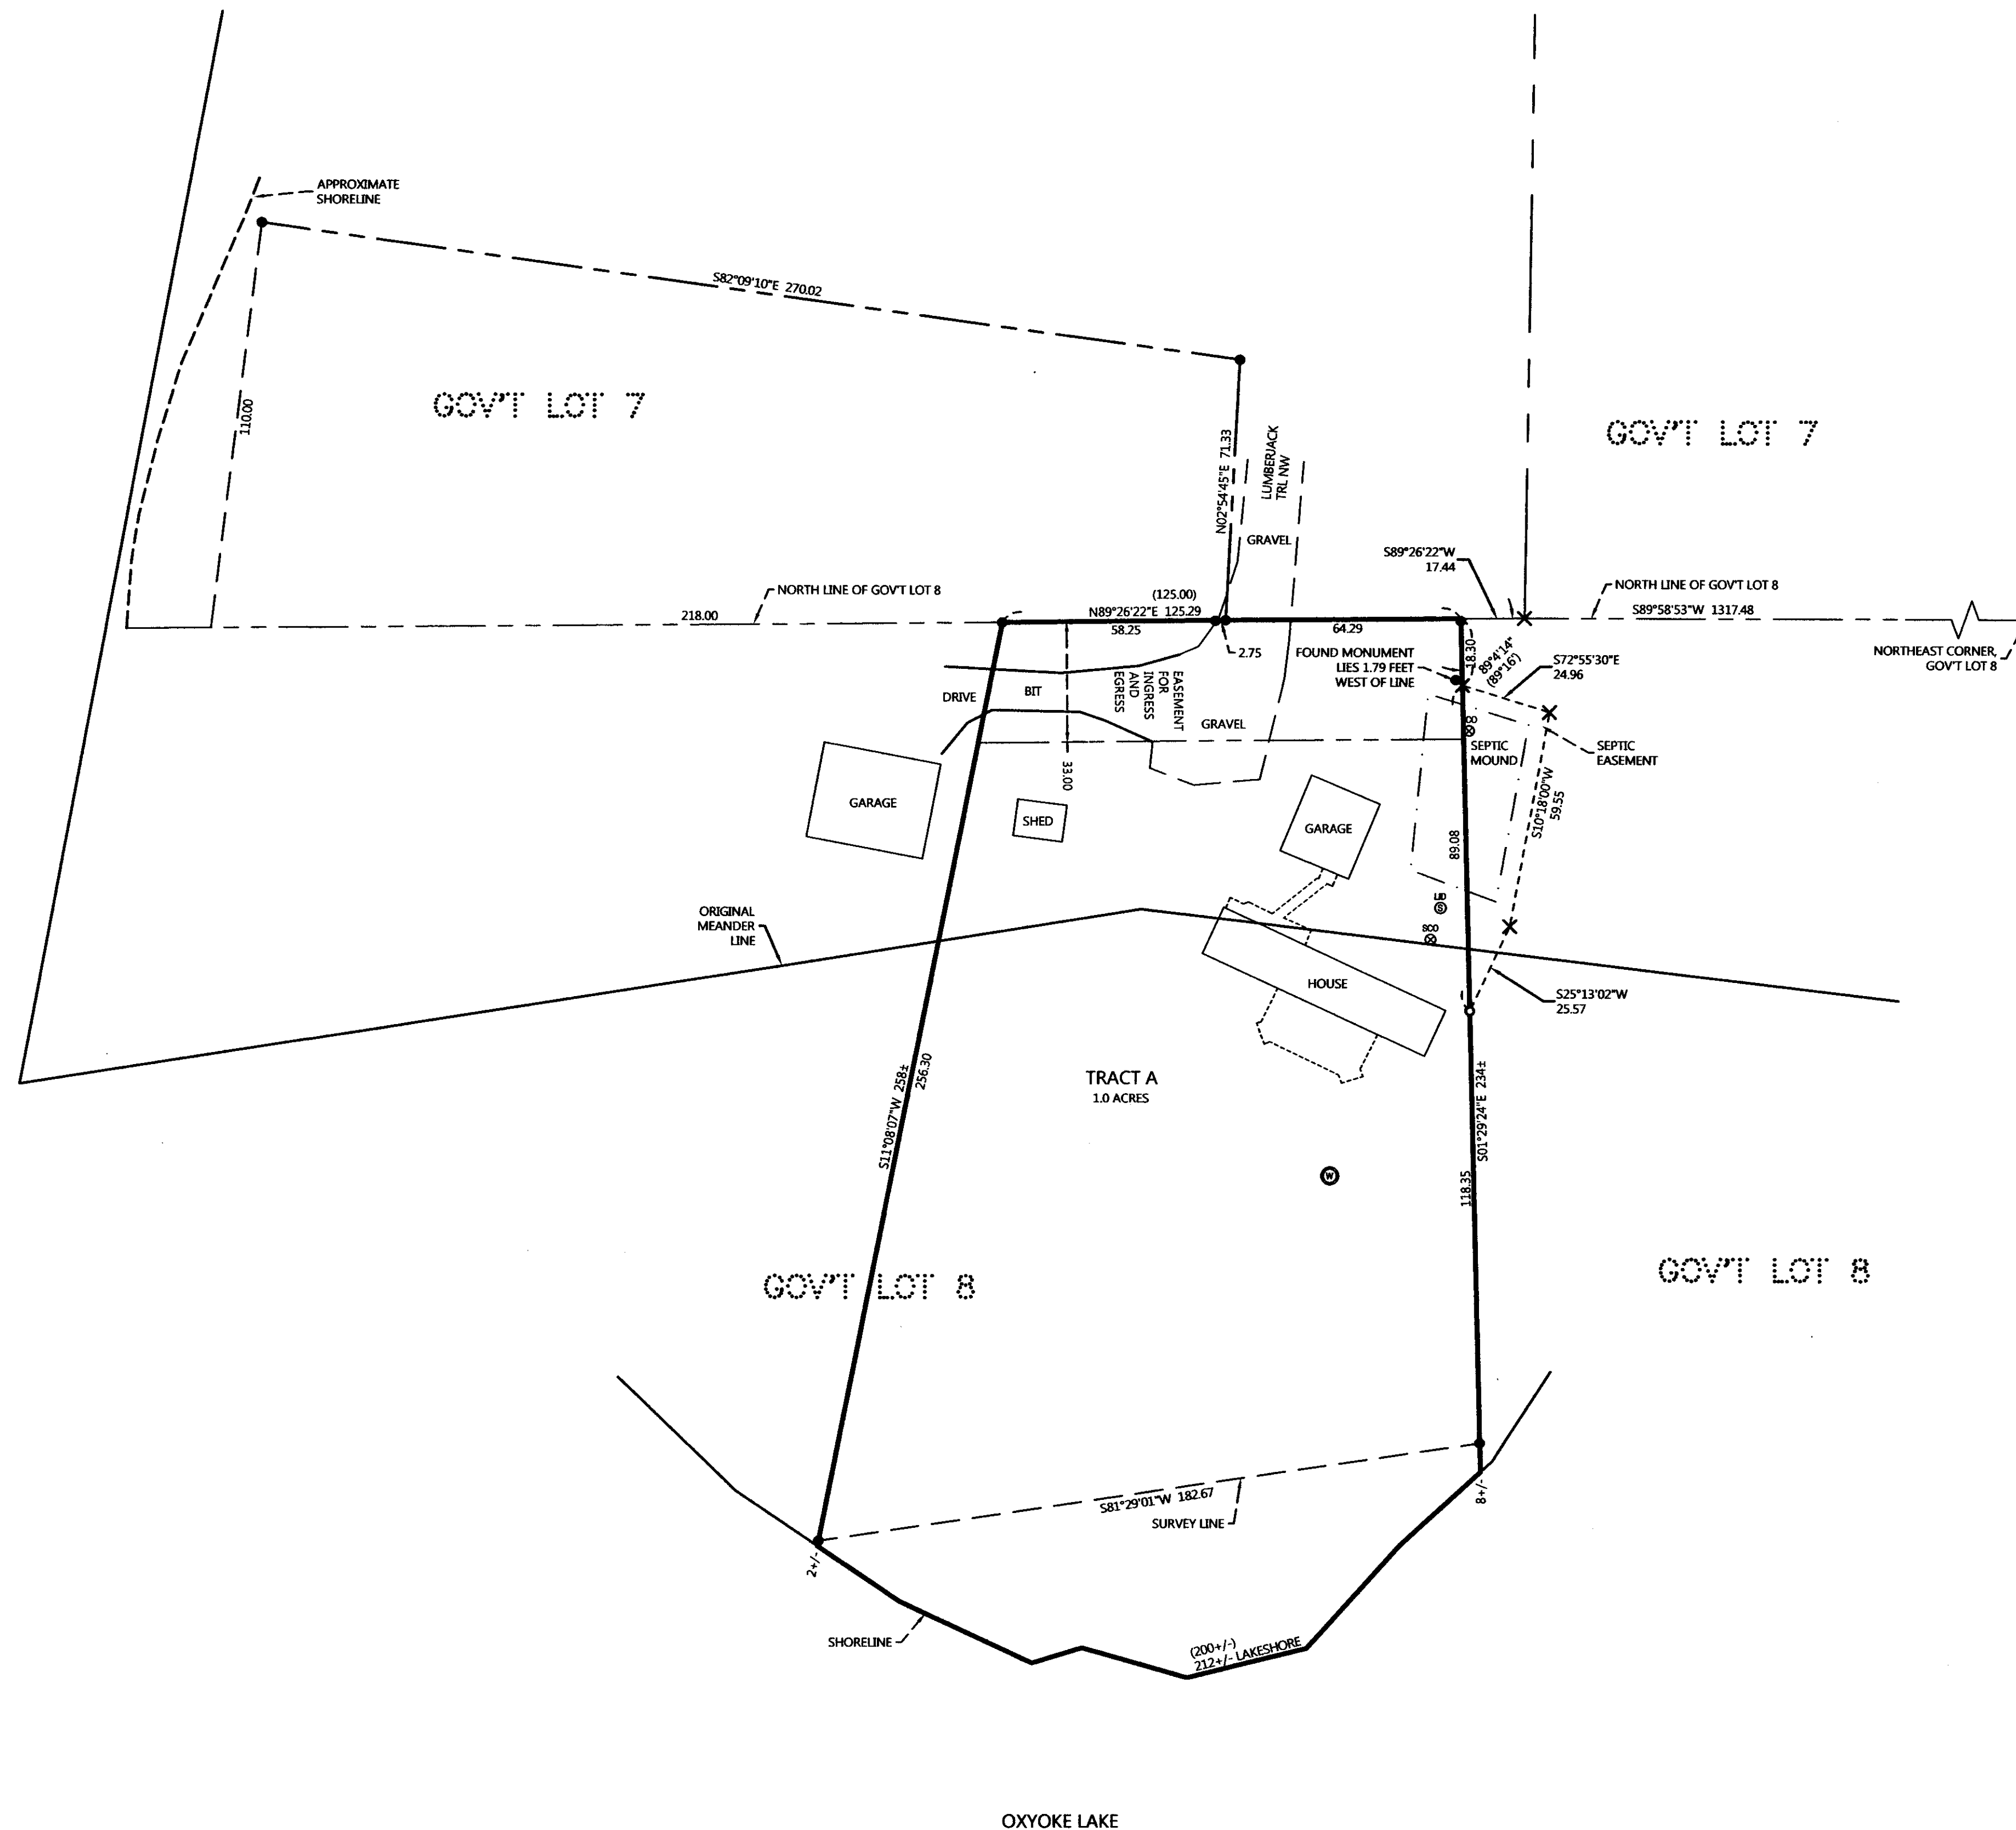 APPROXIMATE
SHORELINE
S82°09'10"E 270.02
110.00
GOV'T LOT 7
GOV'T LOT 7
N02°54'45"E 71.33
LUMBERJACK
TRL NW
GRAVEL
S89°26'22"W
17.44
NORTH LINE OF GOV'T LOT 8
218.00
(125.00)
N89°26'22"E 125.29
58.25
2.75
64.29
NORTH LINE OF GOV'T LOT 8
S89°58'53"W 1317.48
NORTHEAST CORNER,
GOV'T LOT 8
FOUND MONUMENT
LIES 1.79 FEET
WEST OF LINE
18.30
89°4'14"
(89°16')
S72°55'30"E
24.96
DRIVE
BIT
EASEMENT
FOR
INGRESS
AND
EGRESS
GRAVEL
33.00
SEPTIC
MOUND
SEPTIC
EASEMENT
S10°18'00"W
59.55
GARAGE
SHED
GARAGE
89.08
LID
S
SCO
ORIGINAL
MEANDER
LINE
HOUSE
S25°13'02"W
25.57
TRACT A
1.0 ACRES
S11°08'07"W 258±
256.30
S01°29'24"E 234±
118.35
W
GOV'T LOT 8
GOV'T LOT 8
S81°29'01"W 182.67
SURVEY LINE
2+/-
8+/-
SHORELINE
(200+/-)
212+/- LAKESHORE
OXYOKE LAKE